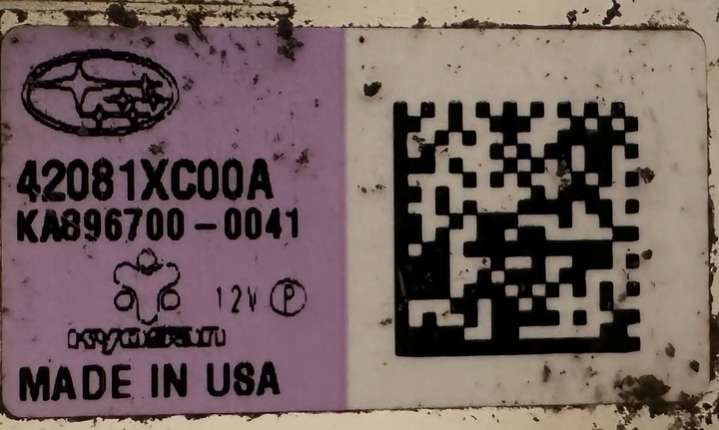 42081XC00A
KA896700-0041
12V P
MADE IN USA